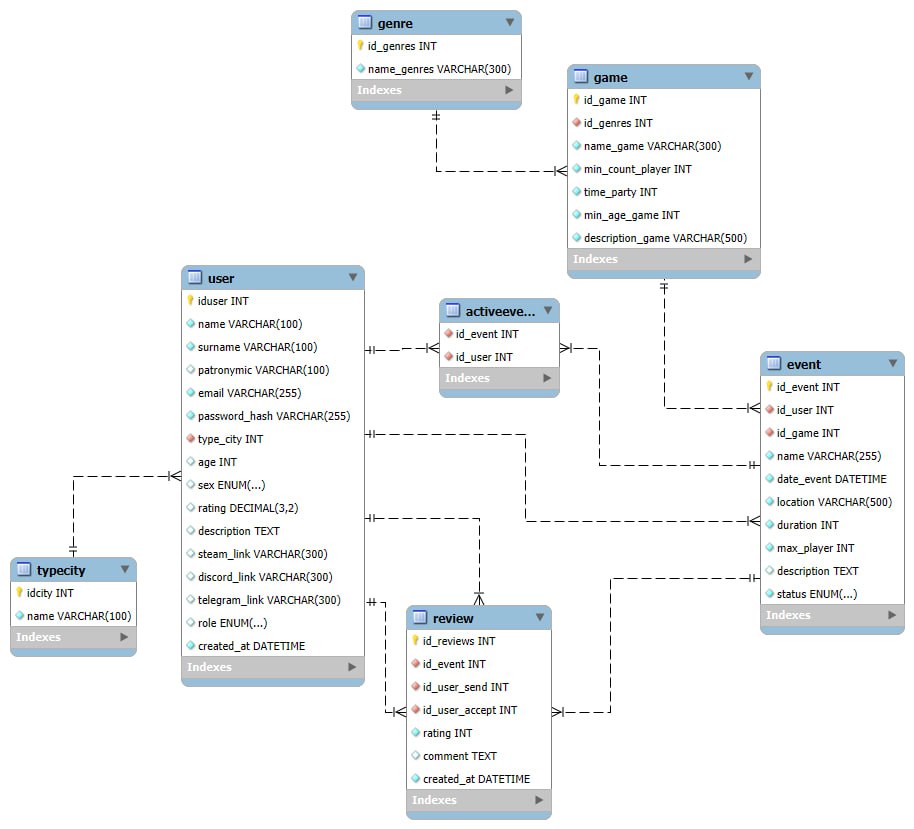 genre
id_genres INT
name_genres VARCHAR(300)
Indexes
game
id_game INT
id_genres INT
name_game VARCHAR(300)
min_count_player INT
time_party INT
min_age_game INT
description_game VARCHAR(500)
Indexes
user
iduser INT
name VARCHAR(100)
surname VARCHAR(100)
patronymic VARCHAR(100)
email VARCHAR(255)
password_hash VARCHAR(255)
type_city INT
age INT
sex ENUM(...)
rating DECIMAL(3,2)
description TEXT
steam_link VARCHAR(300)
discord_link VARCHAR(300)
telegram_link VARCHAR(300)
role ENUM(...)
created_at DATETIME
Indexes
activeeve...
id_event INT
id_user INT
Indexes
event
id_event INT
id_user INT
id_game INT
name VARCHAR(255)
date_event DATETIME
location VARCHAR(500)
duration INT
max_player INT
description TEXT
status ENUM(...)
Indexes
typecity
idcity INT
name VARCHAR(100)
Indexes
review
id_reviews INT
id_event INT
id_user_send INT
id_user_accept INT
rating INT
comment TEXT
created_at DATETIME
Indexes